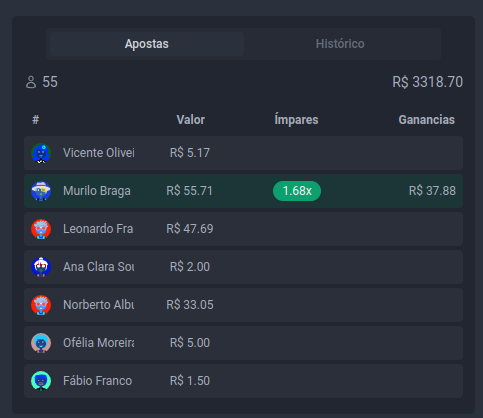 Apostas Histórico
55 R$ 3318.70
# Valor Ímpares Ganancias
Vicente Olivei R$ 5.17
Murilo Braga R$ 55.71 1.68x R$ 37.88
Leonardo Fra R$ 47.69
Ana Clara Sou R$ 2.00
Norberto Albu R$ 33.05
Ofélia Moreira R$ 5.00
Fábio Franco R$ 1.50